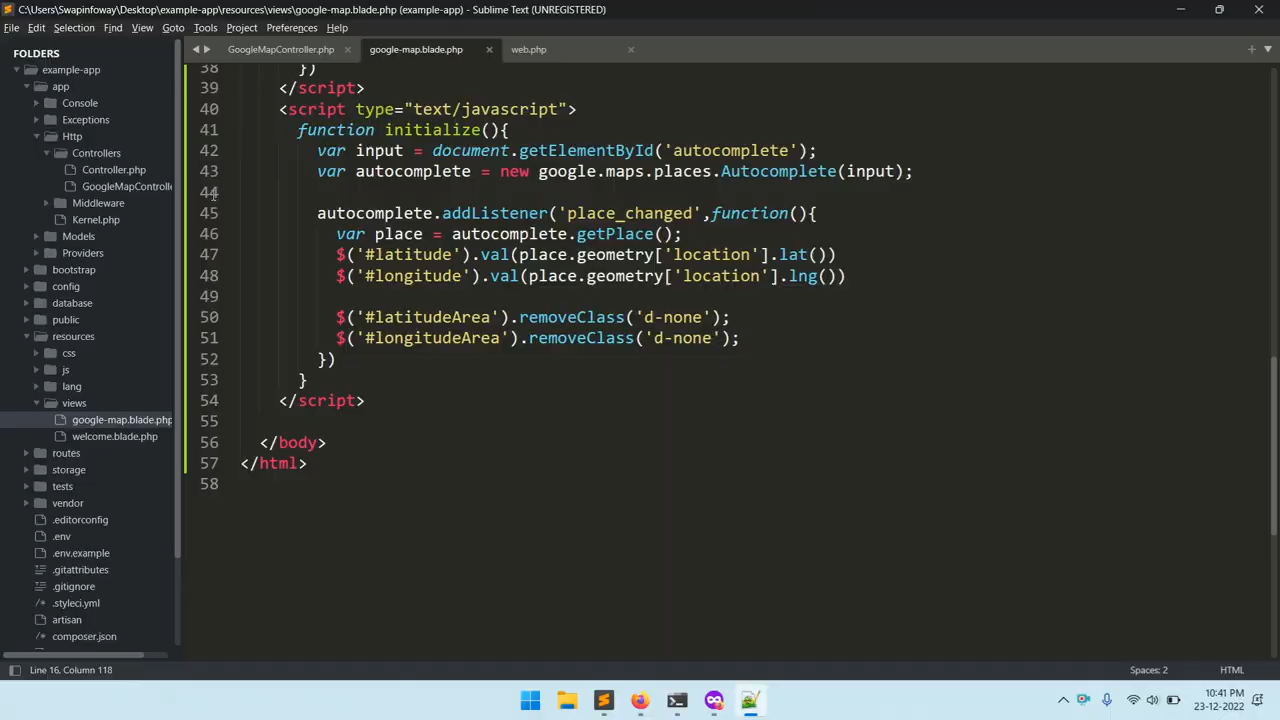 C:\Users\Swapinfoway\Desktop\example-app\resources\views\google-map.blade.php (example-app) - Sublime Text (UNREGISTERED)
File Edit Selection Find View Goto Tools Project Preferences Help
FOLDERS
example-app
app
Console
Exceptions
Http
Controllers
Controller.php
GoogleMapControlle
Middleware
Kernel.php
Models
Providers
bootstrap
config
database
public
resources
css
js
lang
views
google-map.blade.php
welcome.blade.php
routes
storage
tests
vendor
.editorconfig
.env
.env.example
.gitattributes
.gitignore
.styleci.yml
artisan
composer.json
GoogleMapController.php google-map.blade.php web.php
38 })
39 </script>
40 <script type="text/javascript">
41 function initialize(){
42 var input = document.getElementById('autocomplete');
43 var autocomplete = new google.maps.places.Autocomplete(input);
44
45 autocomplete.addListener('place_changed',function(){
46 var place = autocomplete.getPlace();
47 $('#latitude').val(place.geometry['location'].lat())
48 $('#longitude').val(place.geometry['location'].lng())
49
50 $('#latitudeArea').removeClass('d-none');
51 $('#longitudeArea').removeClass('d-none');
52 })
53 }
54 </script>
55
56 </body>
57 </html>
58
Line 16, Column 118 Spaces: 2 HTML
10:41 PM
23-12-2022